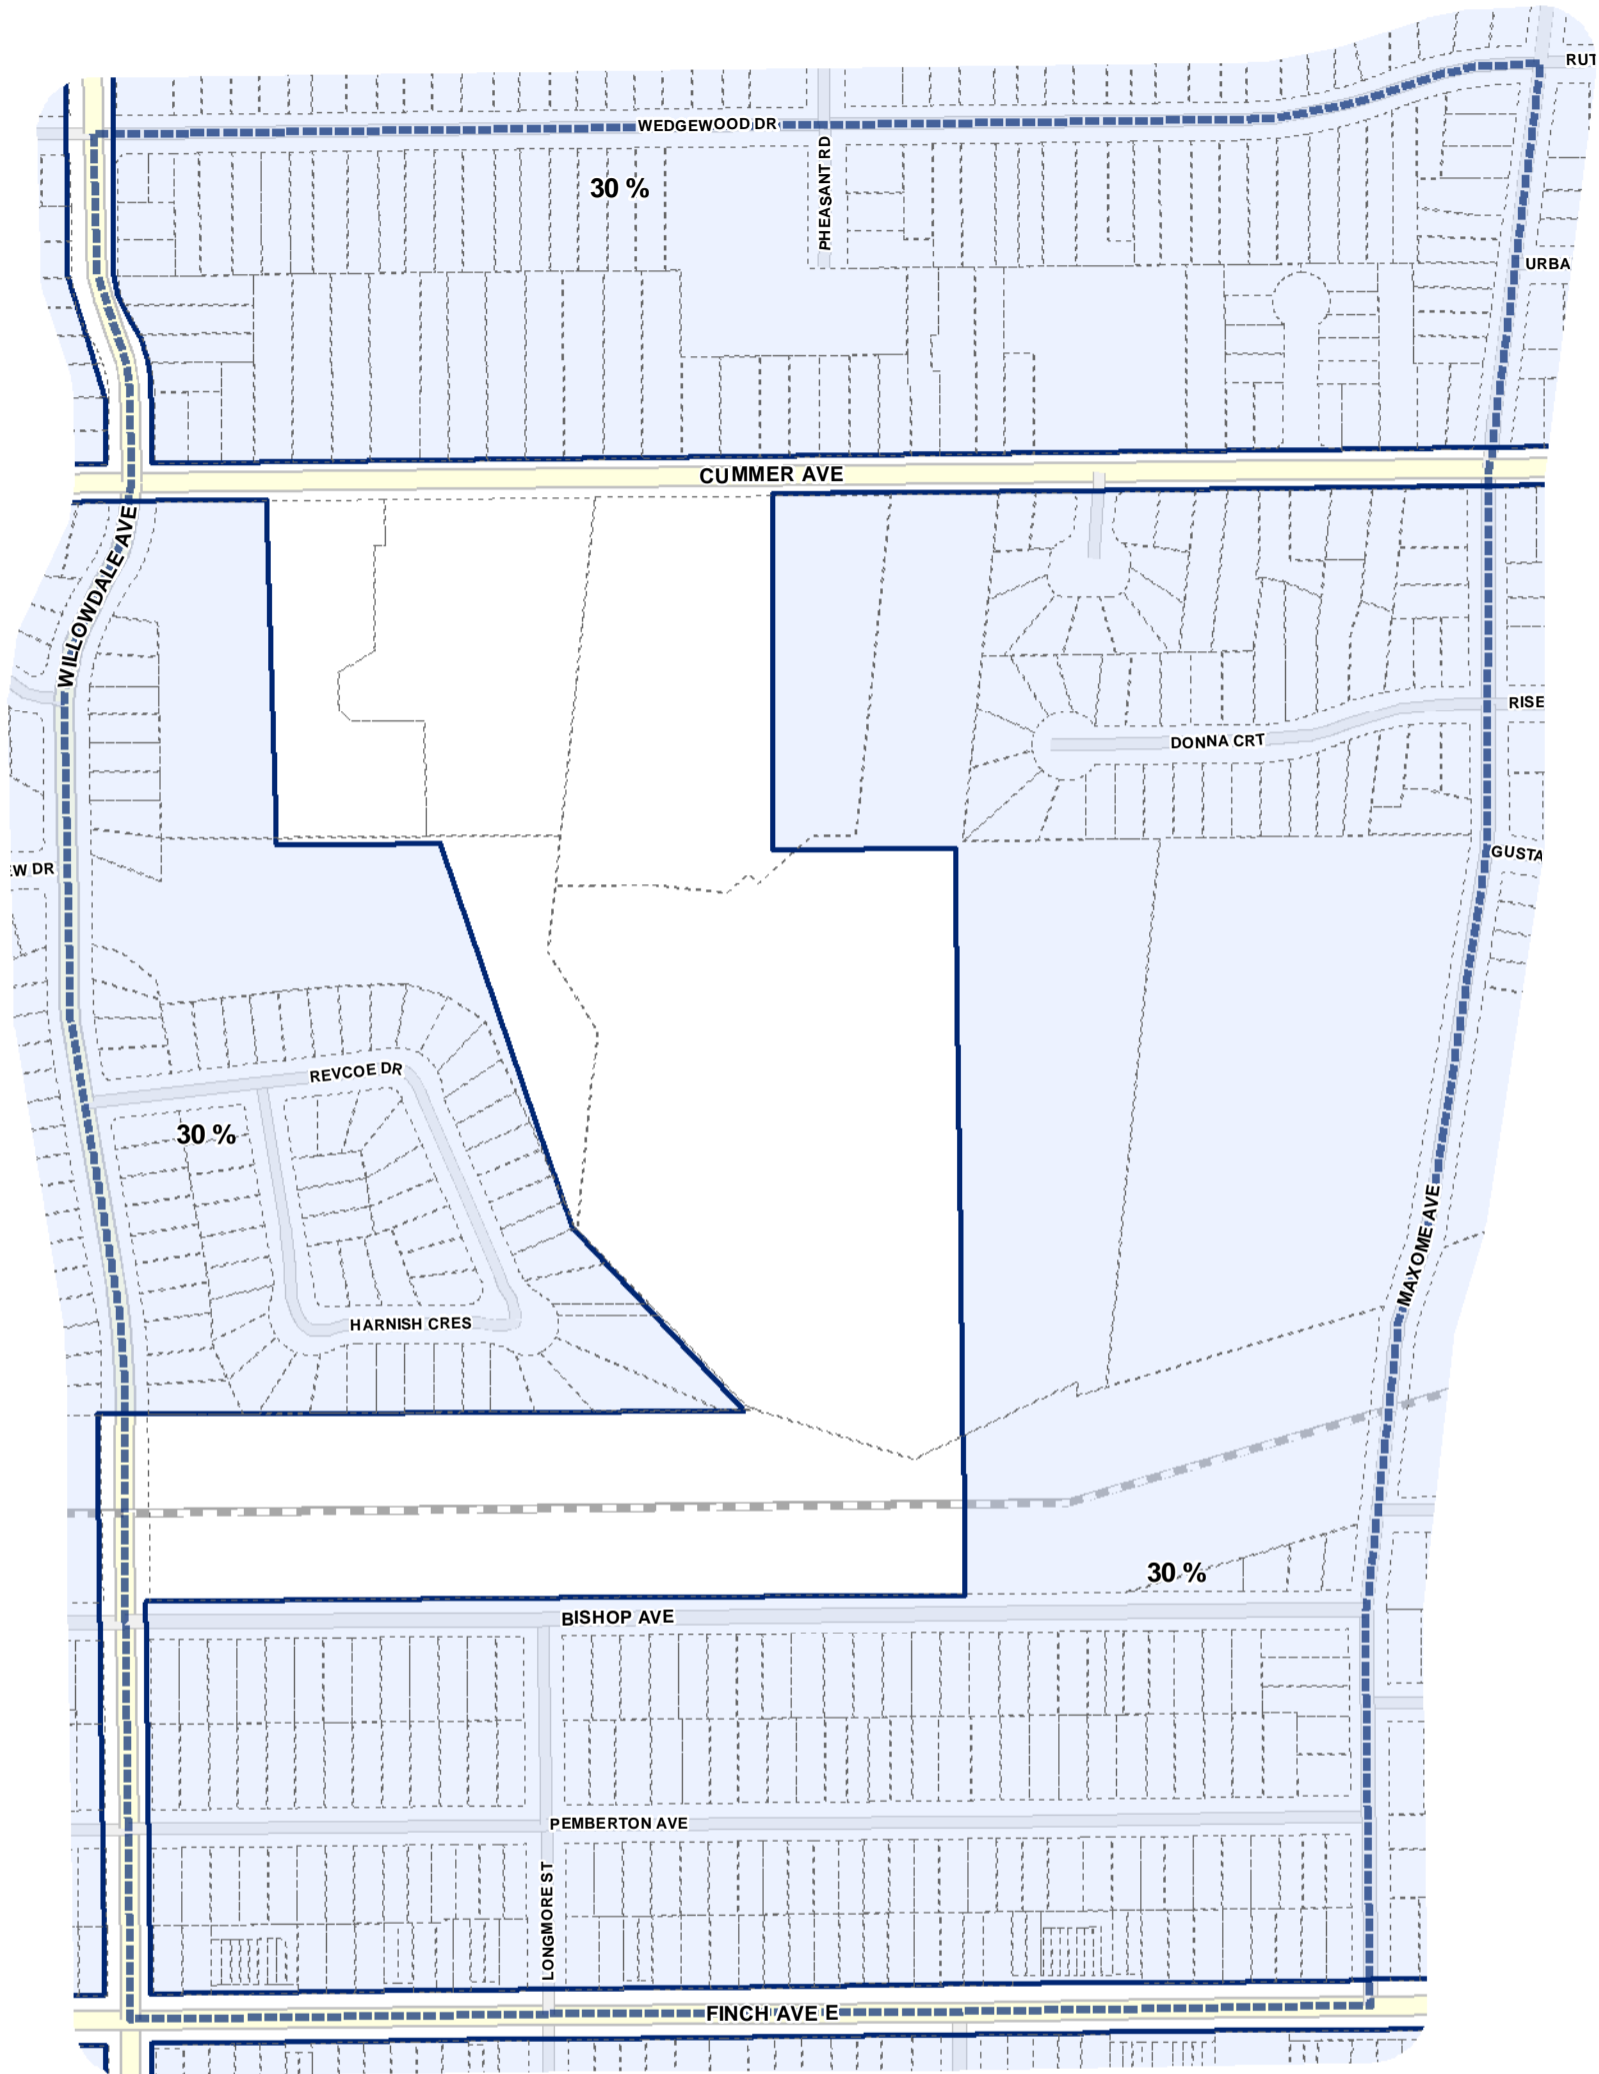 RUT
WEDGEWOOD DR
PHEASANT RD
30 %
URBA
CUMMER AVE
WILLOWDALE AVE
RISE
DONNA CRT
GUSTA
EW DR
REVCOE DR
30 %
MAXOME AVE
HARNISH CRES
30 %
BISHOP AVE
PEMBERTON AVE
LONGMORE ST
FINCH AVE E